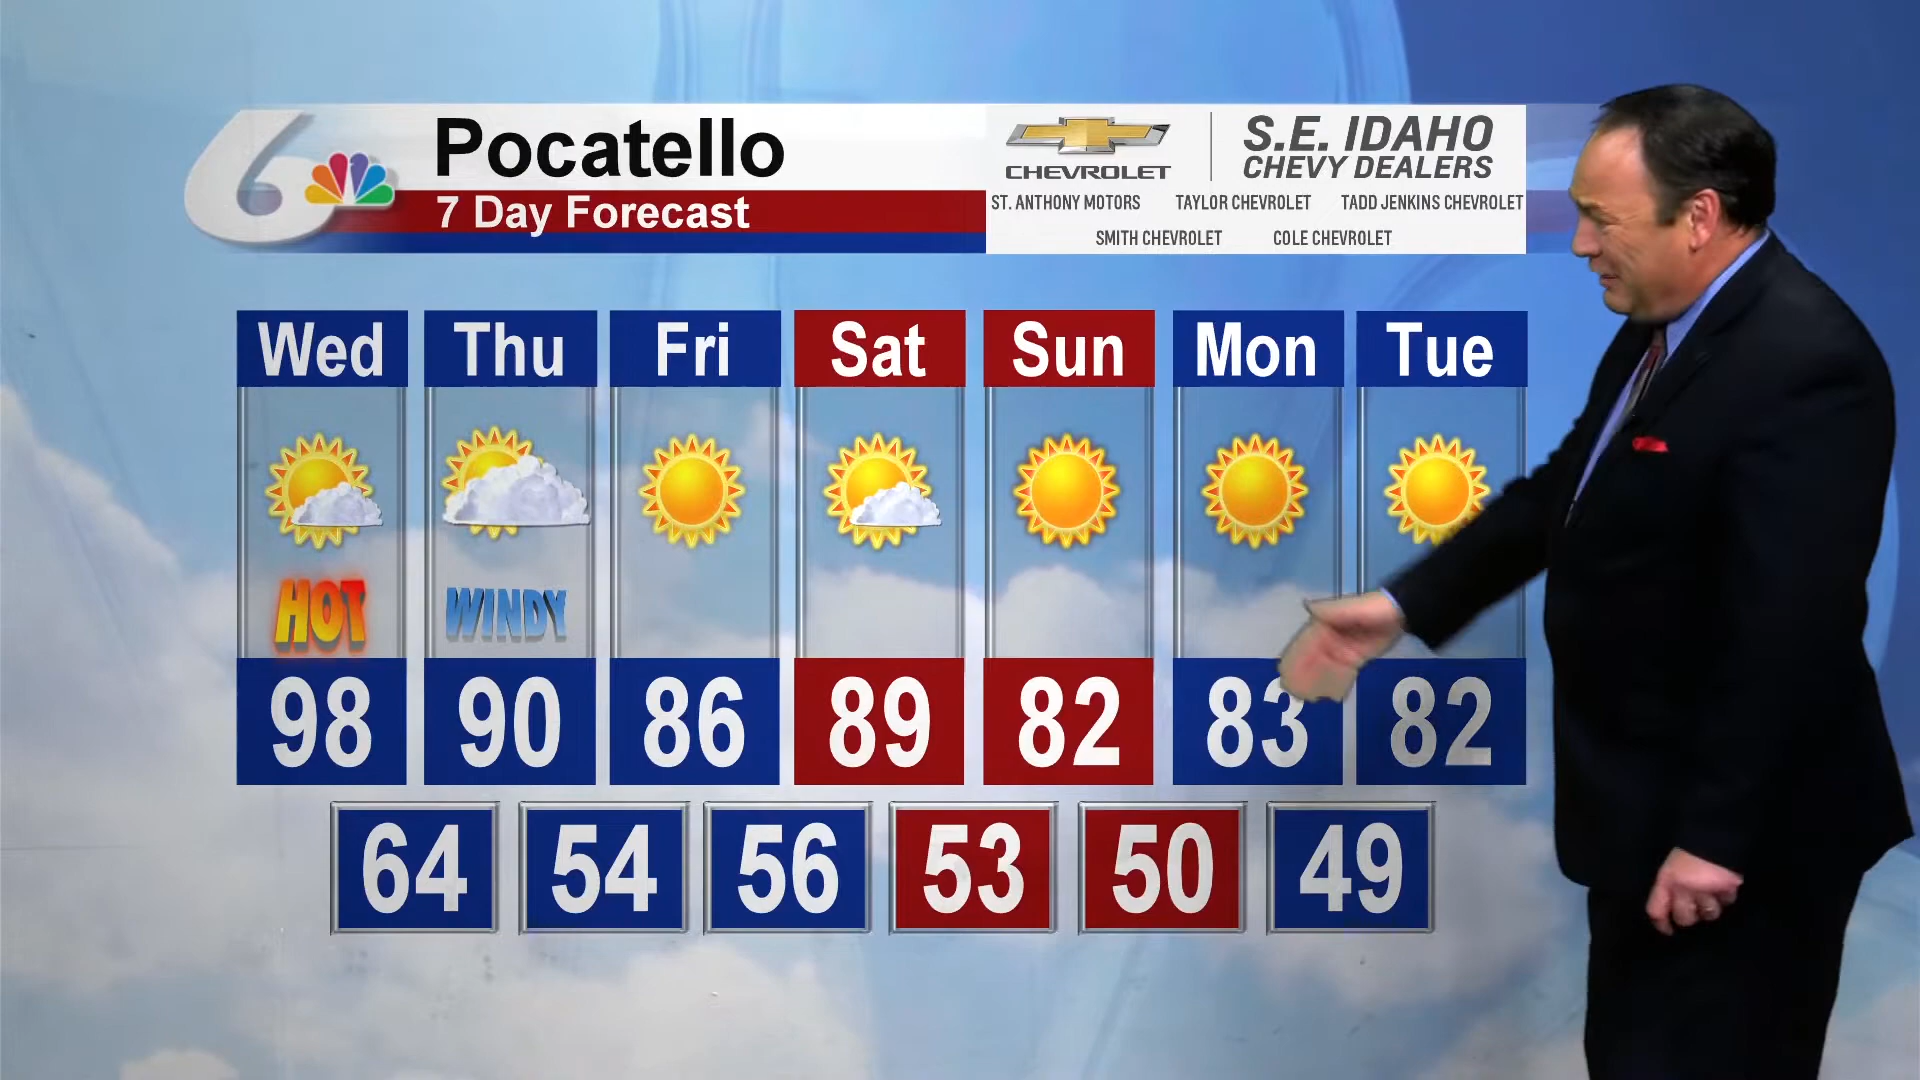 6
Pocatello
7 Day Forecast
CHEVROLET
S.E. IDAHO
CHEVY DEALERS
ST. ANTHONY MOTORS TAYLOR CHEVROLET TADD JENKINS CHEVROLET
SMITH CHEVROLET COLE CHEVROLET
Wed Thu Fri Sat Sun Mon Tue
HOT WINDY
98 90 86 89 82 83 82
64 54 56 53 50 49